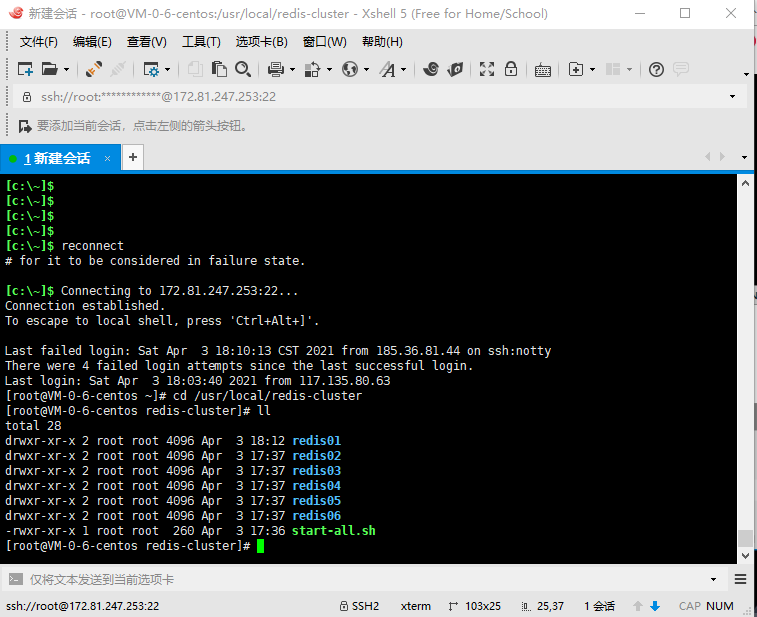 新建会话 - root@VM-0-6-centos:/usr/local/redis-cluster - Xshell 5 (Free for Home/School)
文件(F) 编辑(E) 查看(V) 工具(T) 选项卡(B) 窗口(W) 帮助(H)
ssh://root:************@172.81.247.253:22
要添加当前会话，点击左侧的箭头按钮。
1 新建会话 × +
[c:\~]$
[c:\~]$
[c:\~]$
[c:\~]$
[c:\~]$ reconnect
# for it to be considered in failure state.
[c:\~]$ Connecting to 172.81.247.253:22...
Connection established.
To escape to local shell, press 'Ctrl+Alt+]'.
Last failed login: Sat Apr  3 18:10:13 CST 2021 from 185.36.81.44 on ssh:notty
There were 4 failed login attempts since the last successful login.
Last login: Sat Apr  3 18:03:40 2021 from 117.135.80.63
[root@VM-0-6-centos ~]# cd /usr/local/redis-cluster
[root@VM-0-6-centos redis-cluster]# ll
total 28
drwxr-xr-x 2 root root 4096 Apr  3 18:12 redis01
drwxr-xr-x 2 root root 4096 Apr  3 17:37 redis02
drwxr-xr-x 2 root root 4096 Apr  3 17:37 redis03
drwxr-xr-x 2 root root 4096 Apr  3 17:37 redis04
drwxr-xr-x 2 root root 4096 Apr  3 17:37 redis05
drwxr-xr-x 2 root root 4096 Apr  3 17:37 redis06
-rwxr-xr-x 1 root root  260 Apr  3 17:36 start-all.sh
[root@VM-0-6-centos redis-cluster]#
仅将文本发送到当前选项卡
ssh://root@172.81.247.253:22 SSH2 xterm 103x25 25,37 1 会话 CAP NUM